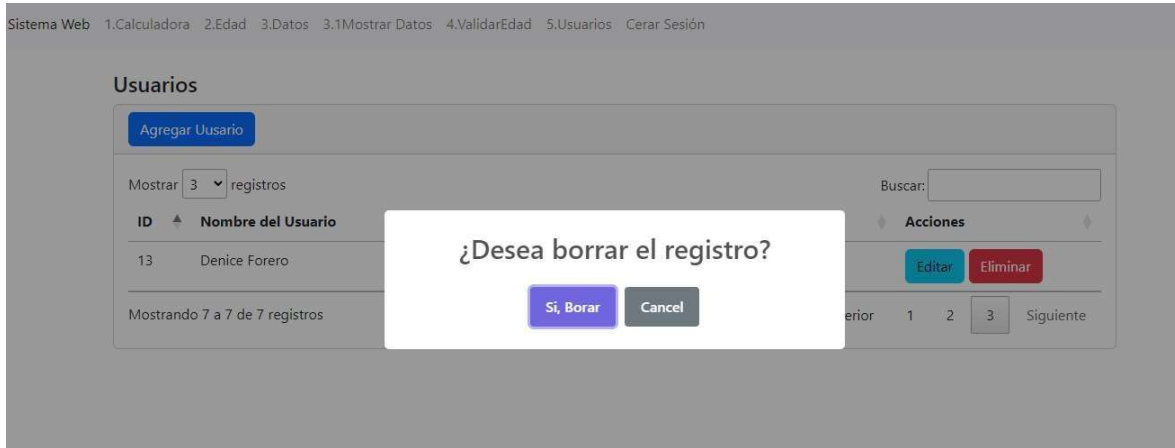 Sistema Web 1.Calculadora 2.Edad 3.Datos 3.1Mostrar Datos 4.ValidarEdad 5.Usuarios Cerar Sesión
Usuarios
Agregar Uusario
Mostrar 3 registros Buscar:
ID Nombre del Usuario Acciones
¿Desea borrar el registro?
13 Denice Forero Editar Eliminar
Si, Borar Cancel
Mostrando 7 a 7 de 7 registros erior 1 2 3 Siguiente